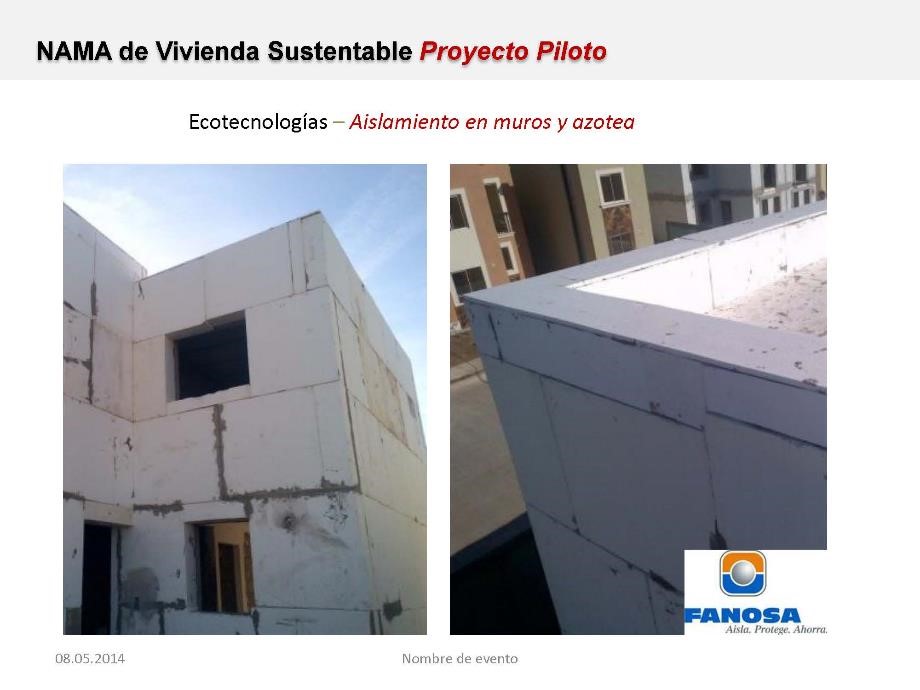 NAMA de Vivienda Sustentable Proyecto Piloto
Ecotecnologías – Aislamiento en muros y azotea
FANOSA
Aisla. Protege. Ahorra.
08.05.2014
Nombre de evento